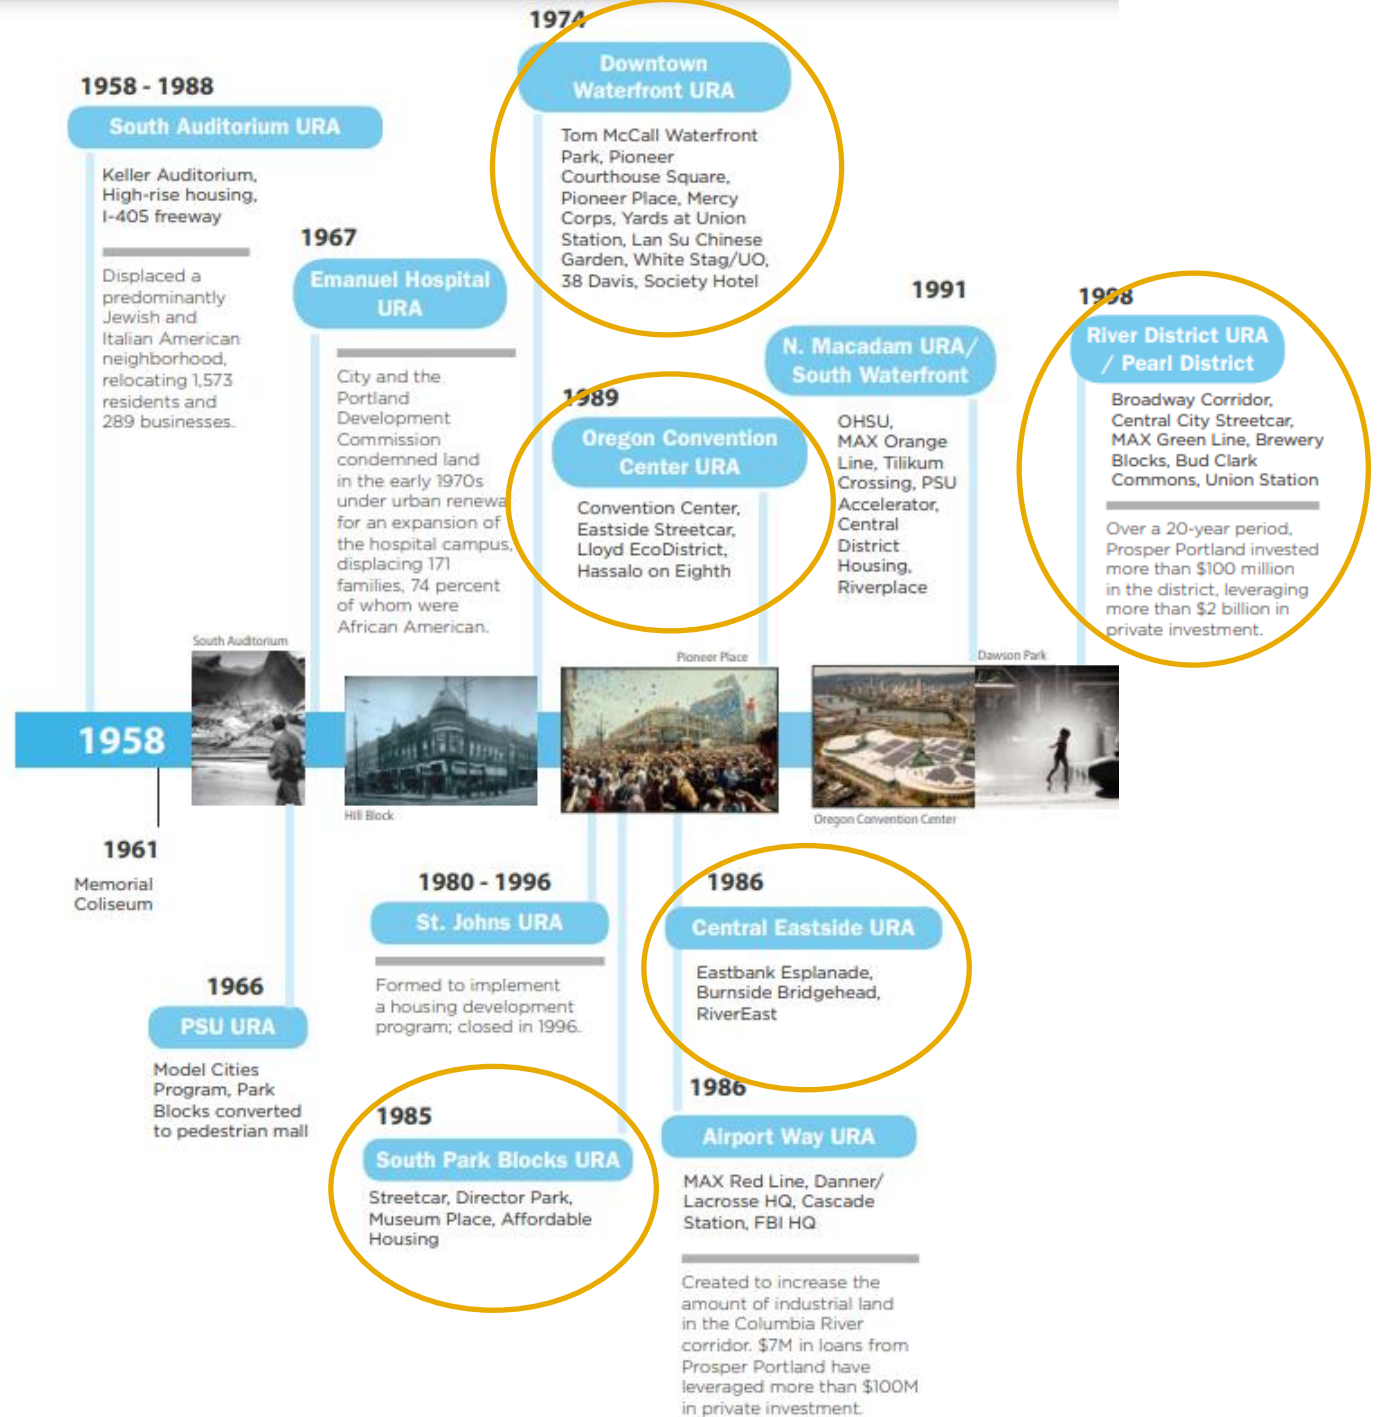 1958 - 1988
South Auditorium URA
Keller Auditorium,
High-rise housing,
I-405 freeway
Displaced a
predominantly
Jewish and
Italian American
neighborhood,
relocating 1,573
residents and
289 businesses.
1967
Emanuel Hospital
URA
City and the
Portland
Development
Commission
condemned land
in the early 1970s
under urban renewa
for an expansion of
the hospital campus,
displacing 171
families, 74 percent
of whom were
African American.
1974
Downtown
Waterfront URA
Tom McCall Waterfront
Park, Pioneer
Courthouse Square,
Pioneer Place, Mercy
Corps, Yards at Union
Station, Lan Su Chinese
Garden, White Stag/UO,
38 Davis, Society Hotel
1989
Oregon Convention
Center URA
Convention Center,
Eastside Streetcar,
Lloyd EcoDistrict,
Hassalo on Eighth
1991
N. Macadam URA/
South Waterfront
OHSU,
MAX Orange
Line, Tilikum
Crossing, PSU
Accelerator,
Central
District
Housing,
Riverplace
1998
River District URA
/ Pearl District
Broadway Corridor,
Central City Streetcar,
MAX Green Line, Brewery
Blocks, Bud Clark
Commons, Union Station
Over a 20-year period,
Prosper Portland invested
more than $100 million
in the district, leveraging
more than $2 billion in
private investment.
South Auditorium
Pioneer Place
Dawson Park
1958
Hill Block
Oregon Convention Center
1961
Memorial
Coliseum
1966
PSU URA
Model Cities
Program, Park
Blocks converted
to pedestrian mall
1980 - 1996
St. Johns URA
Formed to implement
a housing development
program; closed in 1996.
1985
South Park Blocks URA
Streetcar, Director Park,
Museum Place, Affordable
Housing
1986
Central Eastside URA
Eastbank Esplanade,
Burnside Bridgehead,
RiverEast
1986
Airport Way URA
MAX Red Line, Danner/
Lacrosse HQ, Cascade
Station, FBI HQ
Created to increase the
amount of industrial land
in the Columbia River
corridor. $7M in loans from
Prosper Portland have
leveraged more than $100M
in private investment.